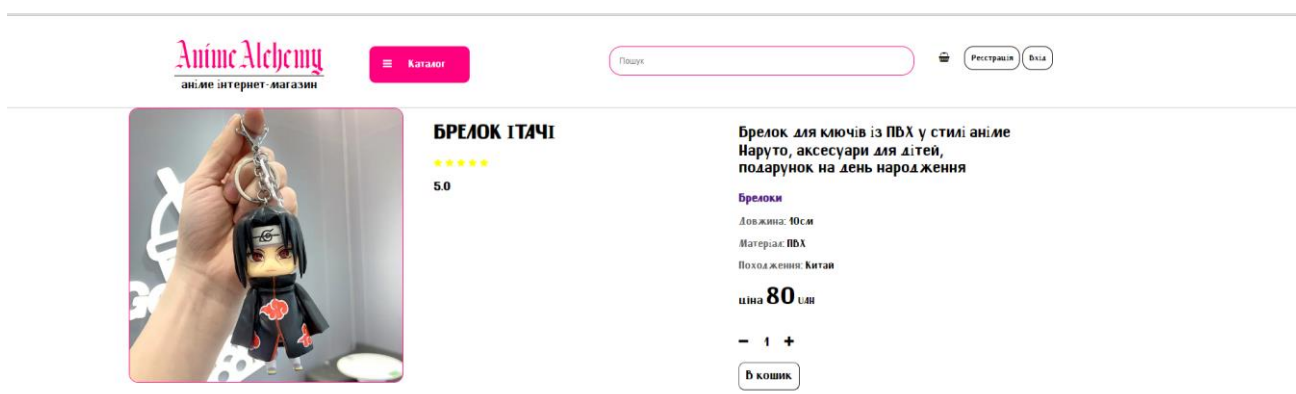 Anime Alchemy
аніме інтернет-магазин
Каталог
Пошук
Реєстрація
Вхід
БРЕЛОК ІТАЧІ
5.0
Брелок для ключів із ПВХ у стилі аніме
Наруто, аксесуари для дітей,
подарунок на день народження
Брелоки
Довжина: 10см
Матеріал: ПВХ
Походження: Китай
ціна 80 UAH
1
В кошик